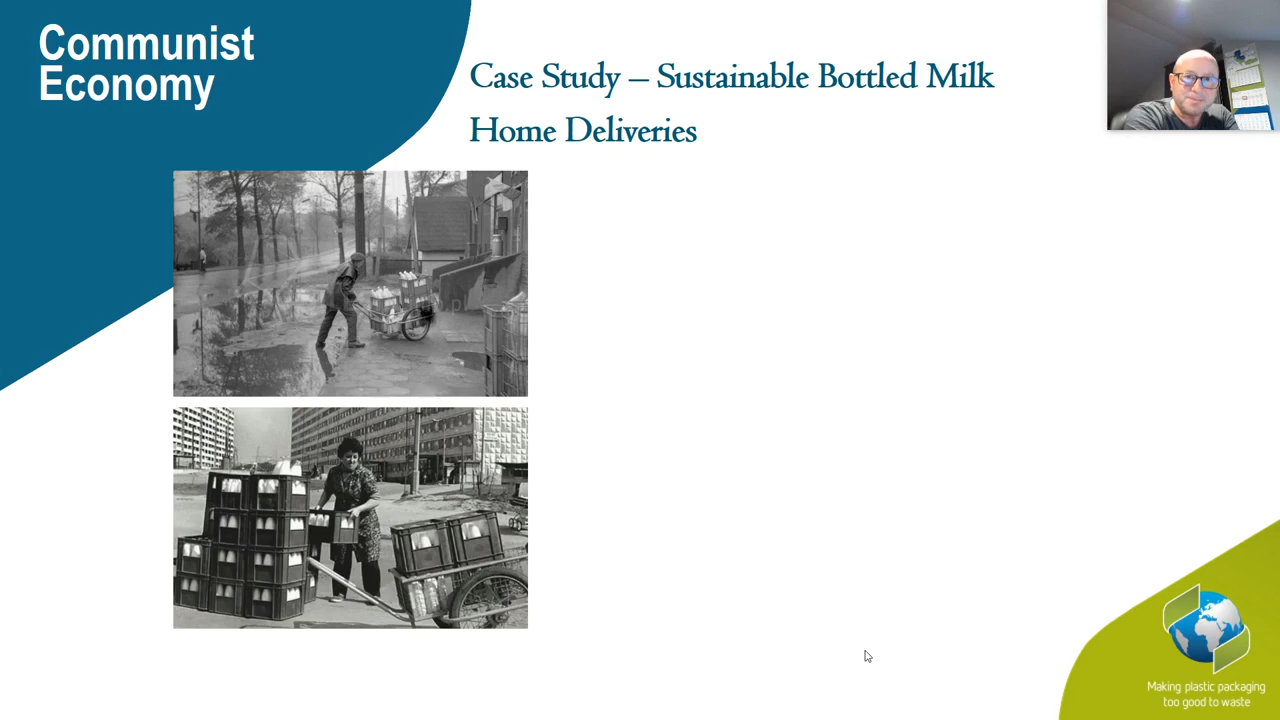 Communist
Economy
Case Study – Sustainable Bottled Milk
Home Deliveries
Making plastic packaging
too good to waste